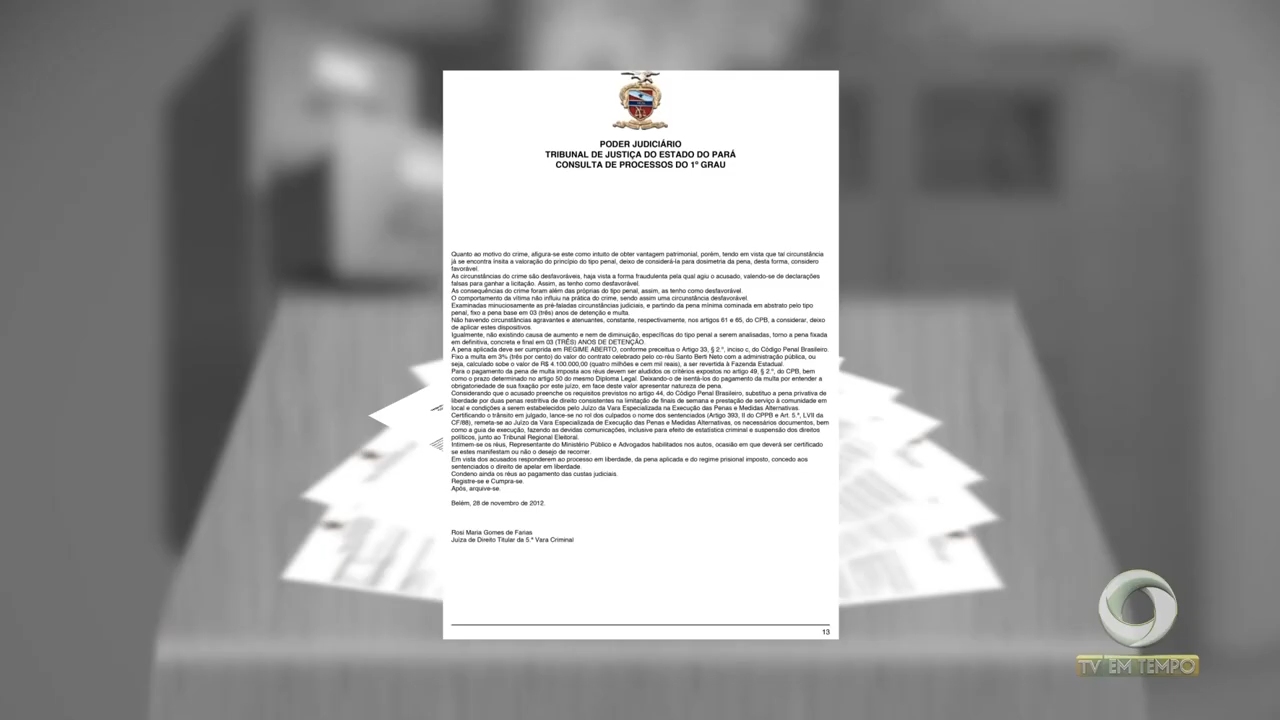 PODER JUDICIÁRIO
TRIBUNAL DE JUSTIÇA DO ESTADO DO PARÁ
CONSULTA DE PROCESSOS DO 1º GRAU
Quanto ao motivo do crime, afigura-se este como intuito de obter vantagem patrimonial, porém, tendo em vista que tal circunstância
já se encontra ínsita a valoração do princípio do tipo penal, deixo de considerá-la para dosimetria da pena, desta forma, considero
favorável.
As circunstâncias do crime são desfavoráveis, haja vista a forma fraudulenta pela qual agiu o acusado, valendo-se de declarações
falsas para ganhar a licitação. Assim, as tenho como desfavorável.
As consequências do crime foram além das próprias do tipo penal, assim, as tenho como desfavorável.
O comportamento da vítima não influiu na prática do crime, sendo assim uma circunstância desfavorável.
Examinadas minuciosamente as pré-faladas circunstâncias judiciais, e partindo da pena mínima cominada em abstrato pelo tipo
penal, fixo a pena base em 03 (três) anos de detenção e multa.
Não havendo circunstâncias agravantes e atenuantes, constante, respectivamente, nos artigos 61 e 65, do CPB, a considerar, deixo
de aplicar estes dispositivos.
Igualmente, não existindo causa de aumento e nem de diminuição, específicas do tipo penal a serem analisadas, torno a pena fixada
em definitiva, concreta e final em 03 (TRÊS) ANOS DE DETENÇÃO.
A pena aplicada deve ser cumprida em REGIME ABERTO, conforme preceitua o Artigo 33, § 2.º, inciso c, do Código Penal Brasileiro.
Fixo a multa em 3% (três por cento) do valor do contrato celebrado pelo co-réu Santo Berti Neto com a administração pública, ou
seja, calculado sobre o valor de R$ 4.100.000,00 (quatro milhões e cem mil reais), a ser revertida à Fazenda Estadual.
Para o pagamento da pena de multa imposta aos réus devem ser aludidos os critérios expostos no artigo 49, § 2.º, do CPB, bem
como o prazo determinado no artigo 50 do mesmo Diploma Legal. Deixando-o de isentá-los do pagamento da multa por entender a
obrigatoriedade de sua fixação por este juízo, em face deste valor apresentar natureza de pena.
Considerando que o acusado preenche os requisitos previstos no artigo 44, do Código Penal Brasileiro, substituo a pena privativa de
liberdade por duas penas restritiva de direito consistentes na limitação de finais de semana e prestação de serviço à comunidade em
local e condições a serem estabelecidos pelo Juízo da Vara Especializada na Execução das Penas e Medidas Alternativas.
Certificando o trânsito em julgado, lance-se no rol dos culpados o nome dos sentenciados (Artigo 393, II do CPPB e Art. 5.º, LVII da
CF/88), remeta-se ao Juízo da Vara Especializada de Execução das Penas e Medidas Alternativas, os necessários documentos, bem
como a guia de execução, fazendo as devidas comunicações, inclusive para efeito de estatística criminal e suspensão dos direitos
políticos, junto ao Tribunal Regional Eleitoral.
Intimem-se os réus, Representante do Ministério Público e Advogados habilitados nos autos, ocasião em que deverá ser certificado
se estes manifestam ou não o desejo de recorrer.
Em vista dos acusados responderem ao processo em liberdade, da pena aplicada e do regime prisional imposto, concedo aos
sentenciados o direito de apelar em liberdade.
Condeno ainda os réus ao pagamento das custas judiciais.
Registre-se e Cumpra-se.
Após, arquive-se.
Belém, 28 de novembro de 2012.
Rosi Maria Gomes de Farias
Juíza de Direito Titular da 5.ª Vara Criminal
13
TV EM TEMPO